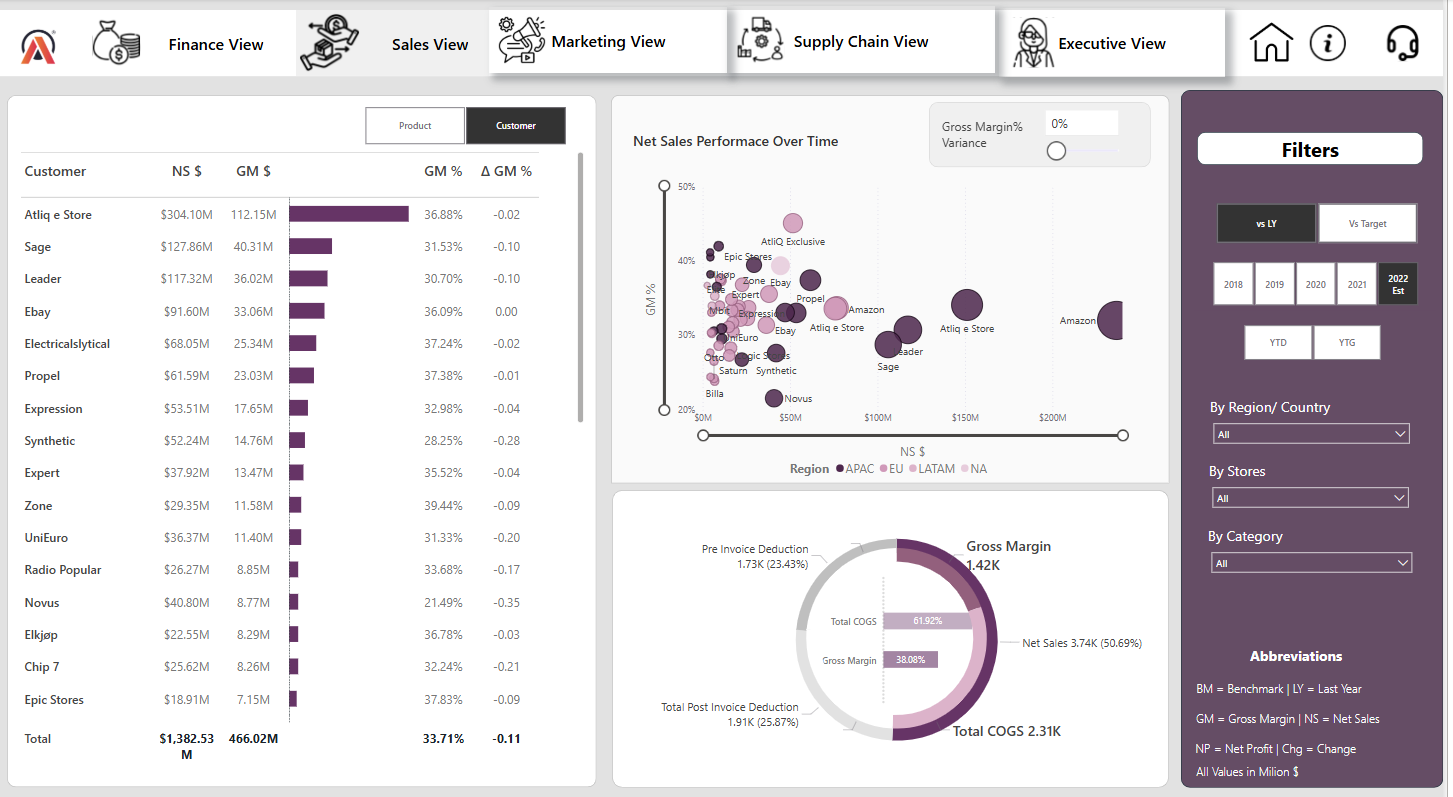 Finance View
Sales View
Marketing View
Supply Chain View
Executive View
Product
Customer
Customer NS $ GM $ GM % Δ GM %
Atliq e Store $304.10M 112.15M 36.88% -0.02
Sage $127.86M 40.31M 31.53% -0.10
Leader $117.32M 36.02M 30.70% -0.10
Ebay $91.60M 33.06M 36.09% 0.00
Electricalslytical $68.05M 25.34M 37.24% -0.02
Propel $61.59M 23.03M 37.38% -0.01
Expression $53.51M 17.65M 32.98% -0.04
Synthetic $52.24M 14.76M 28.25% -0.28
Expert $37.92M 13.47M 35.52% -0.04
Zone $29.35M 11.58M 39.44% -0.09
UniEuro $36.37M 11.40M 31.33% -0.20
Radio Popular $26.27M 8.85M 33.68% -0.17
Novus $40.80M 8.77M 21.49% -0.35
Elkjøp $22.55M 8.29M 36.78% -0.03
Chip 7 $25.62M 8.26M 32.24% -0.21
Epic Stores $18.91M 7.15M 37.83% -0.09
Total $1,382.53 466.02M 33.71% -0.11
M
Net Sales Performace Over Time
Gross Margin%
Variance
0%
50%
40%
30%
20%
GM %
AtliQ Exclusive
Epic Stores
Zone
Ebay
Expert
Propel
Amazon
Atliq e Store
Ebay
Atliq e Store
Amazon
UniEuro
Leader
Sage
Otto
Saturn
Synthetic
Billa
Novus
$0M
$50M
$100M
$150M
$200M
NS $
Region APAC EU LATAM NA
Pre Invoice Deduction
1.73K (23.43%)
Gross Margin
1.42K
Total COGS 61.92%
Gross Margin 38.08%
Net Sales 3.74K (50.69%)
Total Post Invoice Deduction
1.91K (25.87%)
Total COGS 2.31K
Filters
vs LY
Vs Target
2018
2019
2020
2021
2022
Est
YTD
YTG
By Region/ Country
All
By Stores
All
By Category
All
Abbreviations
BM = Benchmark | LY = Last Year
GM = Gross Margin | NS = Net Sales
NP = Net Profit | Chg = Change
All Values in Milion $